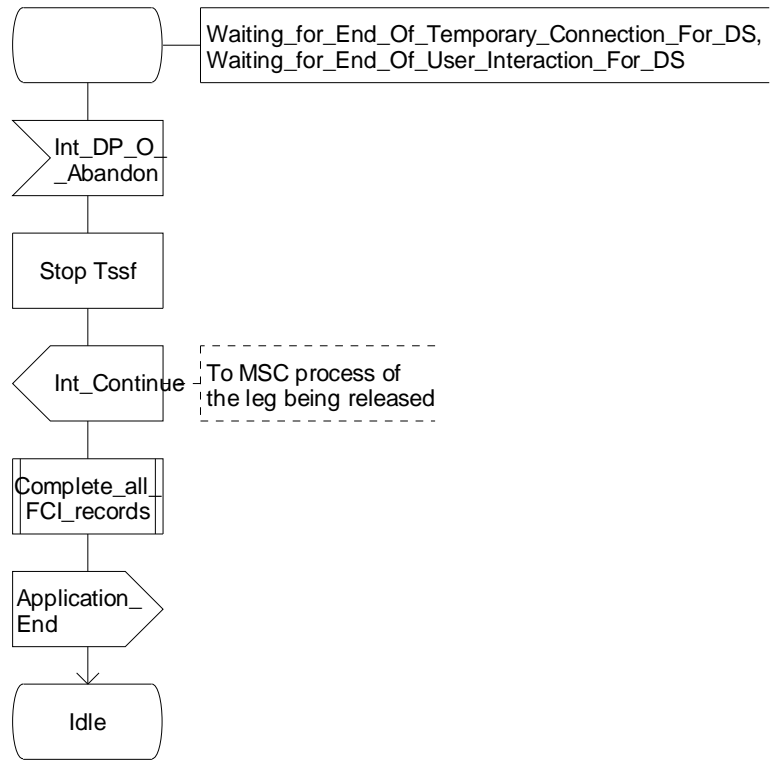 Waiting_for_End_Of_Temporary_Connection_For_DS,
Waiting_for_End_Of_User_Interaction_For_DS
Int_DP_O_
_Abandon
Stop Tssf
Int_Continue
To MSC process of
the leg being released
Complete_all_
FCI_records
Application_
End
Idle